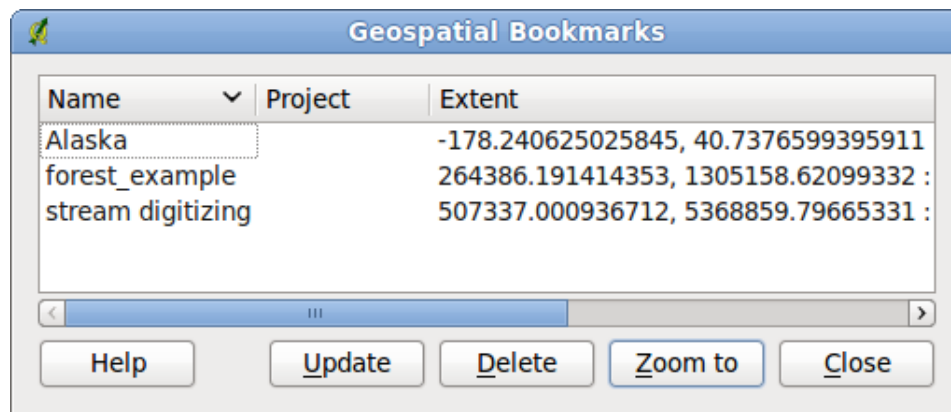 Geospatial Bookmarks
Name Project Extent
Alaska -178.240625025845, 40.7376599395911
forest_example 264386.191414353, 1305158.62099332 :
stream digitizing 507337.000936712, 5368859.79665331 :
Help Update Delete Zoom to Close